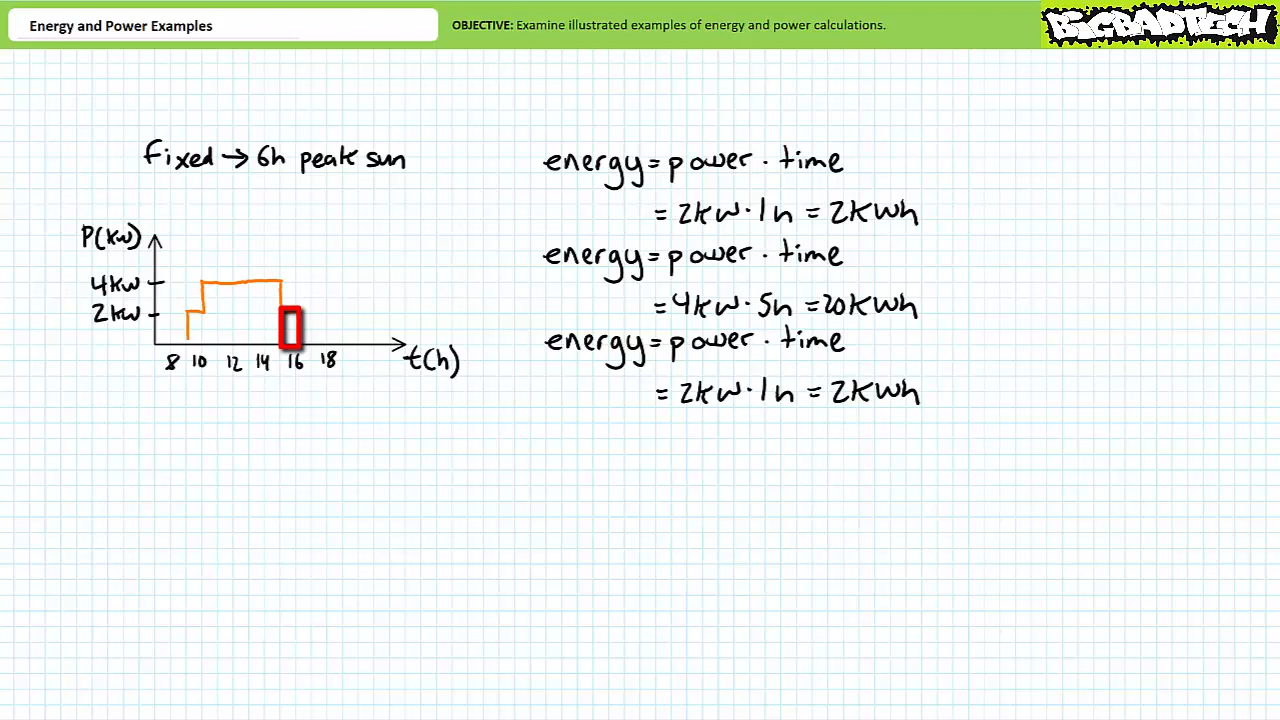 Energy and Power Examples
OBJECTIVE: Examine illustrated examples of energy and power calculations.
BIGBADTECH
fixed → 6h peak sun
P(kw)
4kw
2kw
8 10 12 14 16 18
t(h)
energy = power · time
= 2kw · 1h = 2kwh
energy = power · time
= 4kw · 5h = 20kwh
energy = power · time
= 2kw · 1h = 2kwh